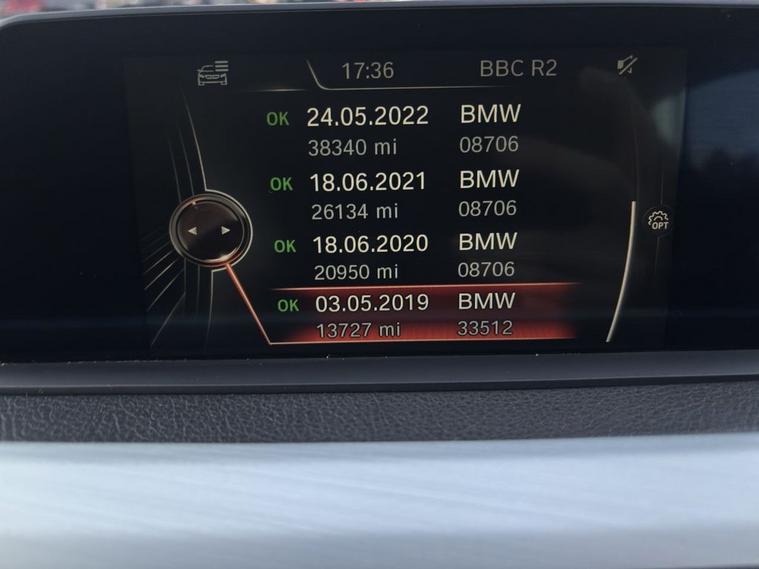 17:36 BBC R2
OK 24.05.2022 BMW
38340 mi 08706
OK 18.06.2021 BMW
26134 mi 08706
OK 18.06.2020 BMW
20950 mi 08706
OK 03.05.2019 BMW
13727 mi 33512
OPT